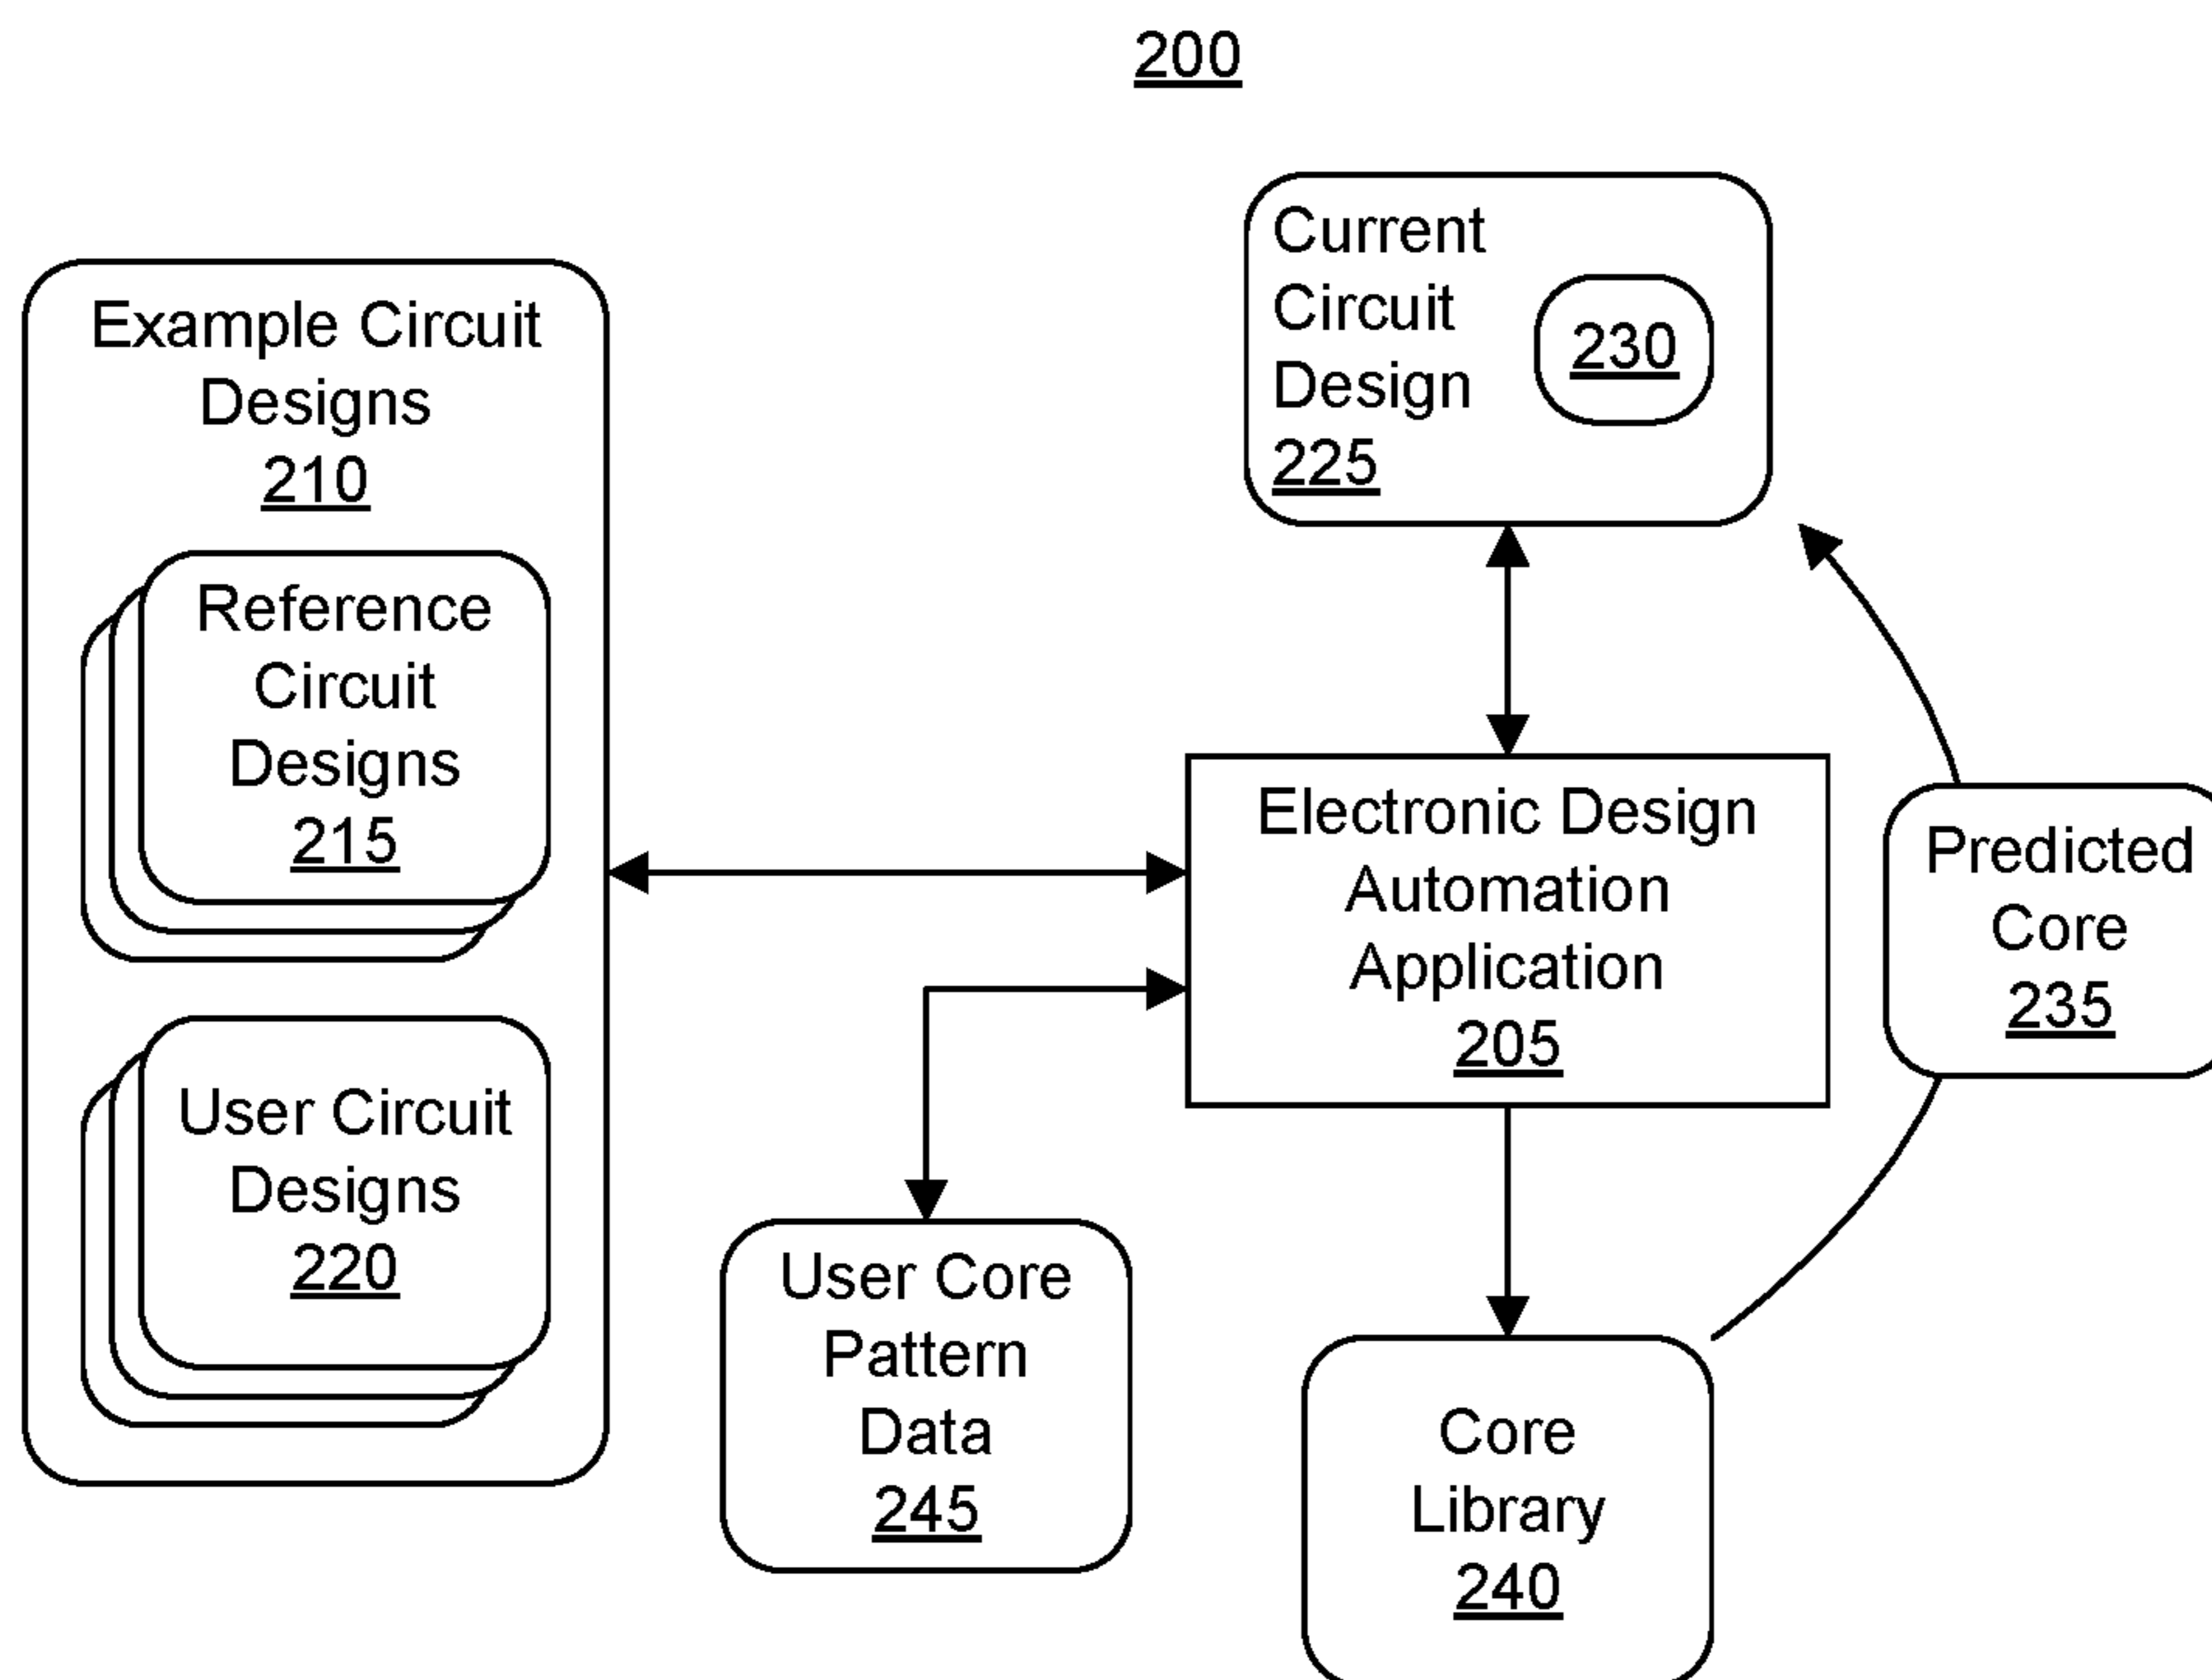 200
Example Circuit
Designs
210
Reference
Circuit
Designs
215
User Circuit
Designs
220
Current
Circuit
Design
225
230
Electronic Design
Automation
Application
205
Predicted
Core
235
User Core
Pattern
Data
245
Core
Library
240